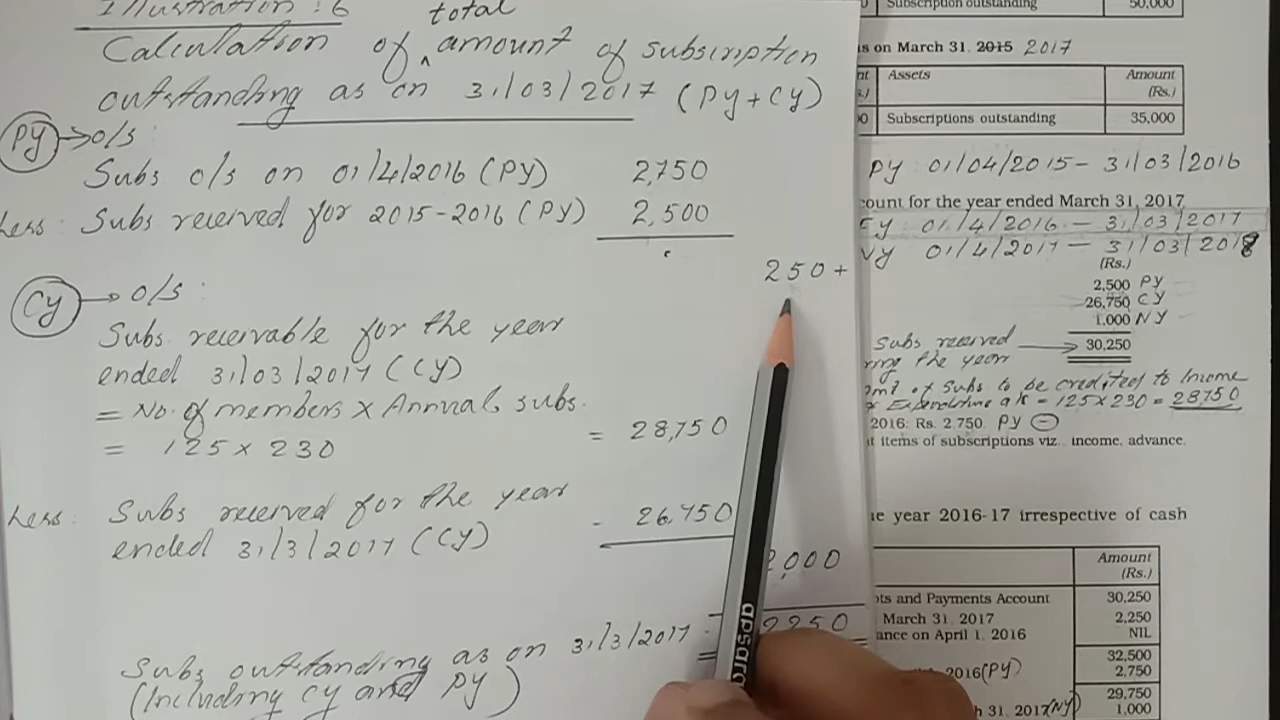 Illustration : 6
total
Calculation of ^ amount of subscription
outstanding as on 31/03/2017 (PY+CY)
PY → o/s :
Subs o/s on 01/4/2016 (PY) 2,750
Less : Subs received for 2015-2016 (PY) 2,500
250 +
CY → o/s :
Subs receivable for the year
ended 31/03/2017 (CY)
= No. of members × Annual subs.
= 125 × 230 = 28,750
Less : Subs received for the year - 26,750
ended 31/3/2017 (CY)
2,000
Subs outstanding as on 31/3/2017 2250
(Including CY and PY)
apsara
Subscription outstanding 50,000
as on March 31, 2015 2017
Assets Amount
(Rs.)
Subscriptions outstanding 35,000
PY : 01/04/2015 - 31/03/2016
count for the year ended March 31, 2017
CY : 01/4/2016 - 31/03/2017
NY 01/4/2017 - 31/03/2018
(Rs.)
2,500 PY
26,750 CY
1,000 NY
Subs received → 30,250
the year
of Subs to be credited to Income
Expenditure a/c = 125×230 = 28,750
2016: Rs. 2,750. PY -
items of subscriptions viz., income, advance,
year 2016-17 irrespective of cash
Amount
(Rs.)
Payments Account 30,250
March 31, 2017 2,250
on April 1, 2016 NIL
32,500
2016 (PY) 2,750
29,750
31, 2017 (NY) 1,000